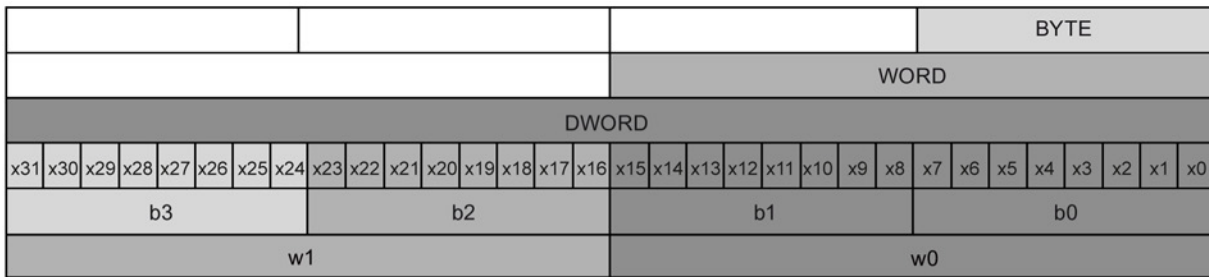 BYTE
WORD
DWORD
x31 x30 x29 x28 x27 x26 x25 x24 x23 x22 x21 x20 x19 x18 x17 x16 x15 x14 x13 x12 x11 x10 x9 x8 x7 x6 x5 x4 x3 x2 x1 x0
b3 b2 b1 b0
w1 w0